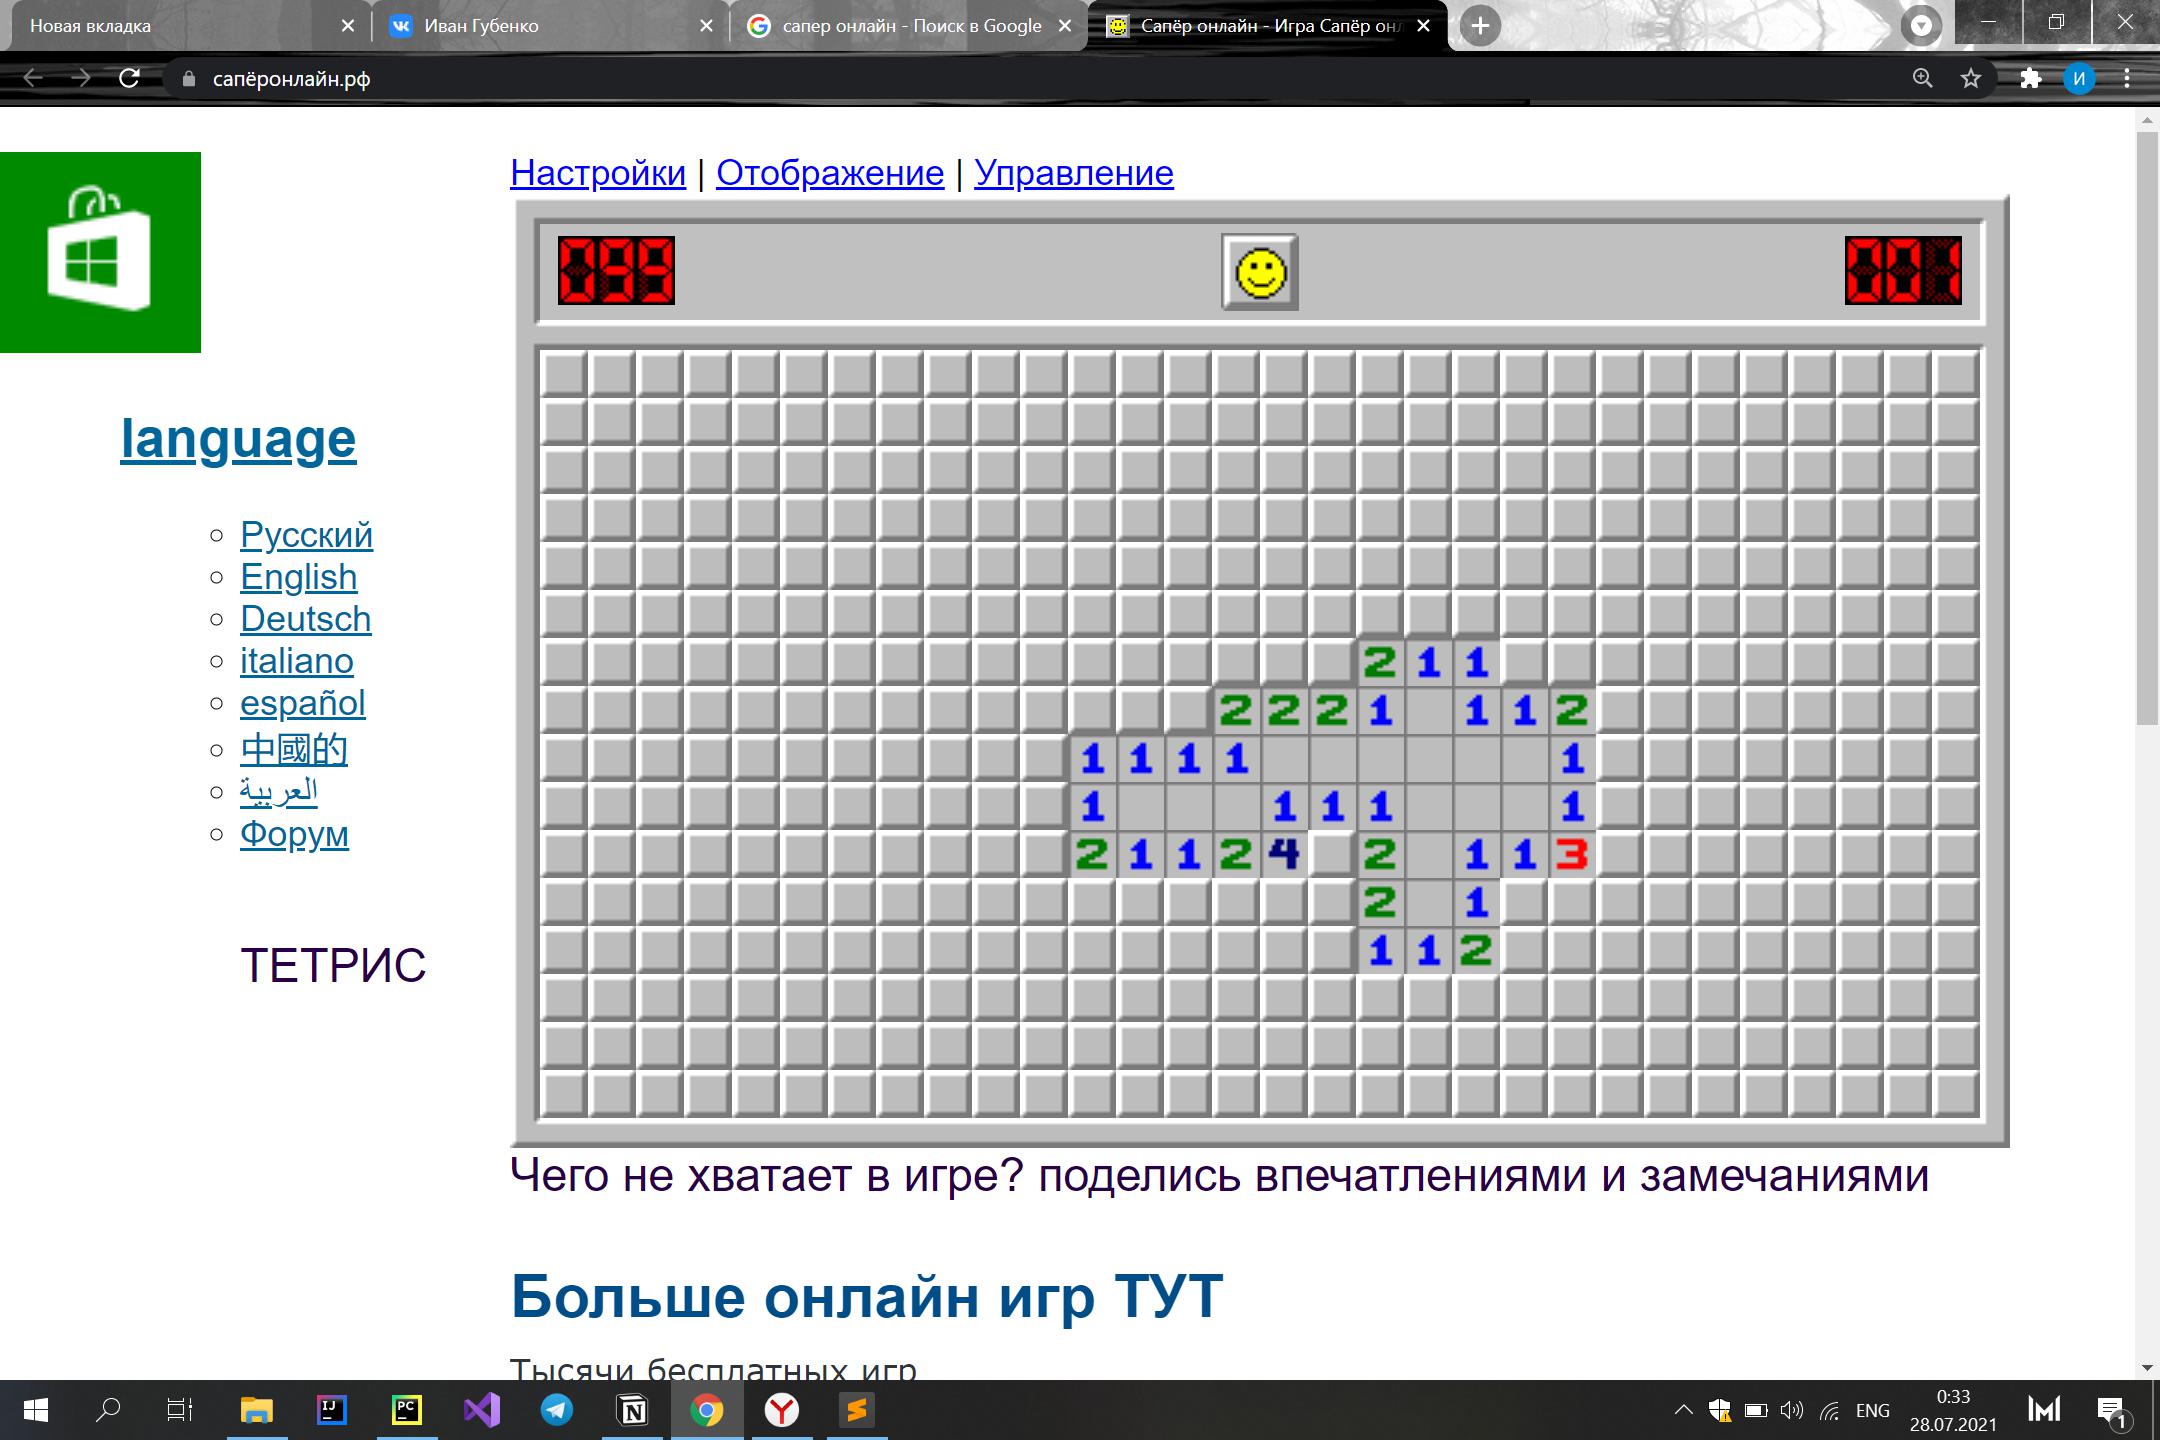 Новая вкладка
Иван Губенко
сапер онлайн - Поиск в Google
Сапёр онлайн - Игра Сапёр онл
сапёронлайн.рф
И
Настройки | Отображение | Управление
099
001
language
Русский
English
Deutsch
italiano
español
中國的
العربية
Форум
ТЕТРИС
2 1 1
2 2 2 1 1 1 2
1 1 1 1 1
1 1 1 1 1
2 1 1 2 4 2 1 1 3
2 1
1 1 2
Чего не хватает в игре? поделись впечатлениями и замечаниями
Больше онлайн игр ТУТ
Тысячи бесплатных игр
IJ
PC
ENG
0:33
28.07.2021
1